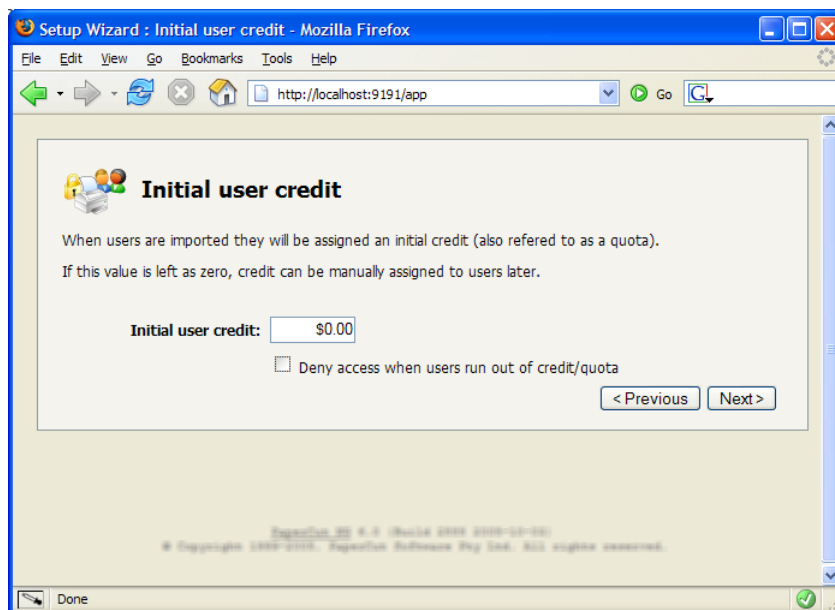 Setup Wizard : Initial user credit - Mozilla Firefox
File Edit View Go Bookmarks Tools Help
http://localhost:9191/app Go G
Initial user credit
When users are imported they will be assigned an initial credit (also refered to as a quota).
If this value is left as zero, credit can be manually assigned to users later.
Initial user credit: $0.00
Deny access when users run out of credit/quota
< Previous Next >
Done